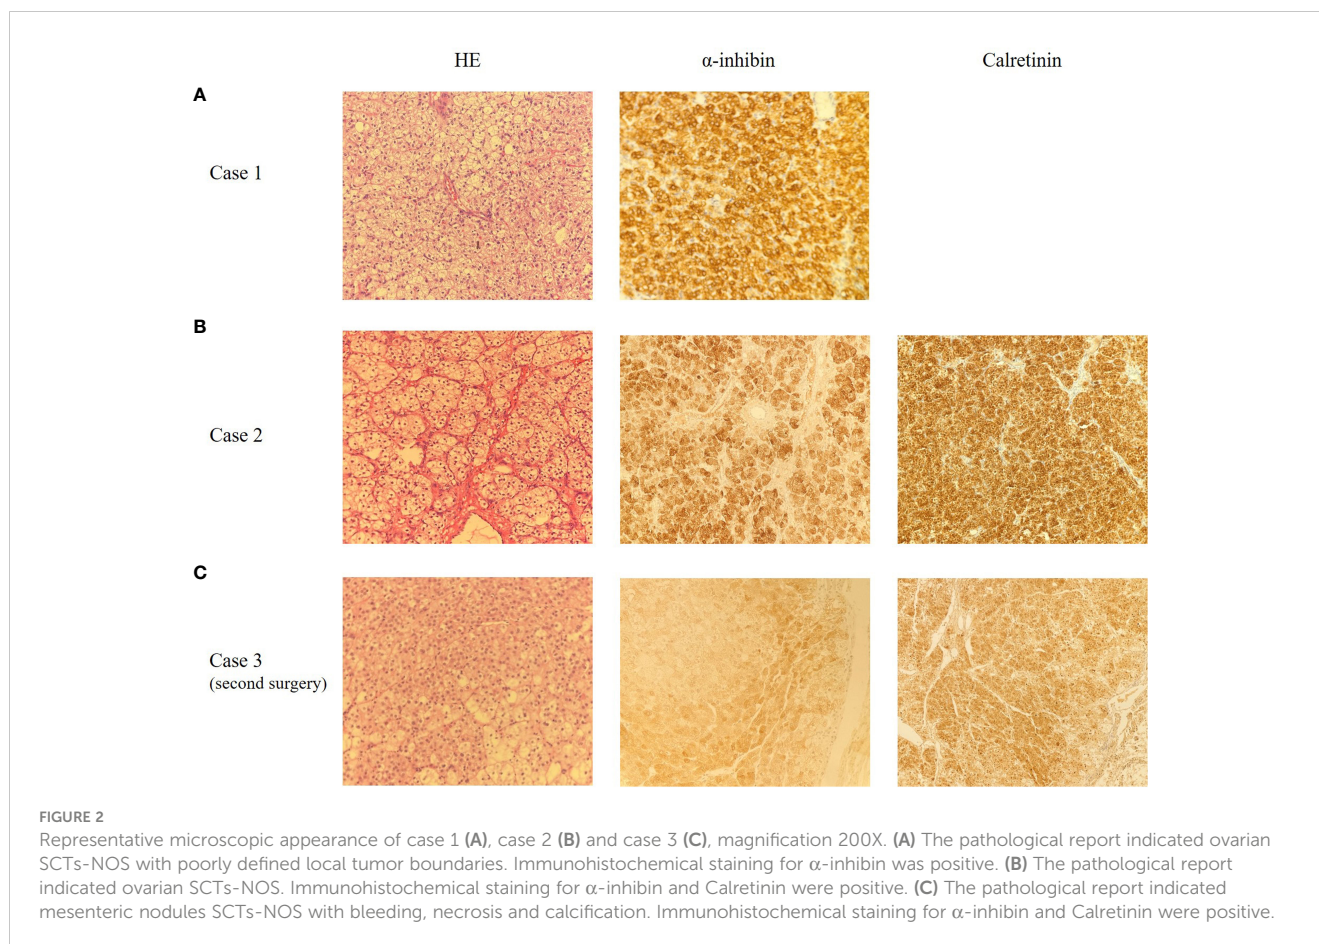 HE
α-inhibin
Calretinin
A
Case 1
B
Case 2
C
Case 3
(second surgery)
FIGURE 2
Representative microscopic appearance of case 1 (A), case 2 (B) and case 3 (C), magnification 200X. (A) The pathological report indicated ovarian
SCTs-NOS with poorly defined local tumor boundaries. Immunohistochemical staining for α-inhibin was positive. (B) The pathological report
indicated ovarian SCTs-NOS. Immunohistochemical staining for α-inhibin and Calretinin were positive. (C) The pathological report indicated
mesenteric nodules SCTs-NOS with bleeding, necrosis and calcification. Immunohistochemical staining for α-inhibin and Calretinin were positive.